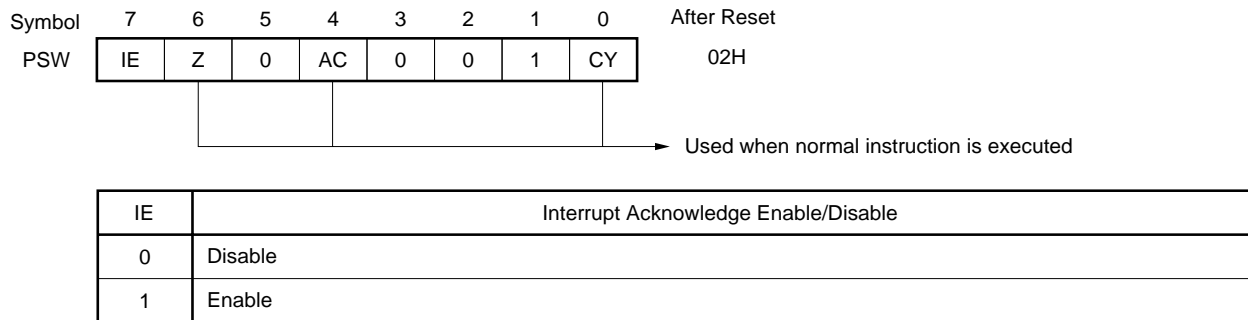 Symbol 7 6 5 4 3 2 1 0 After Reset
PSW IE Z 0 AC 0 0 1 CY 02H
Used when normal instruction is executed
IE Interrupt Acknowledge Enable/Disable
0 Disable
1 Enable